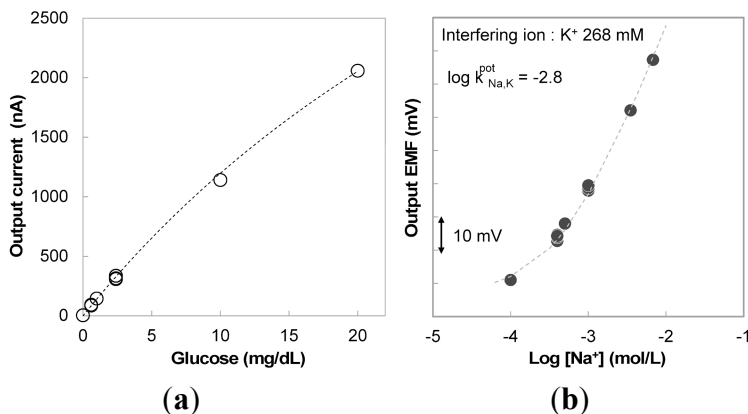 2500
2000
1500
1000
500
0
0 5 10 15 20
Output current (nA)
Glucose (mg/dL)
(a)
Interfering ion : K⁺ 268 mM
log k^pot_Na,K = -2.8
10 mV
Output EMF (mV)
-5 -4 -3 -2 -1
Log [Na⁺] (mol/L)
(b)